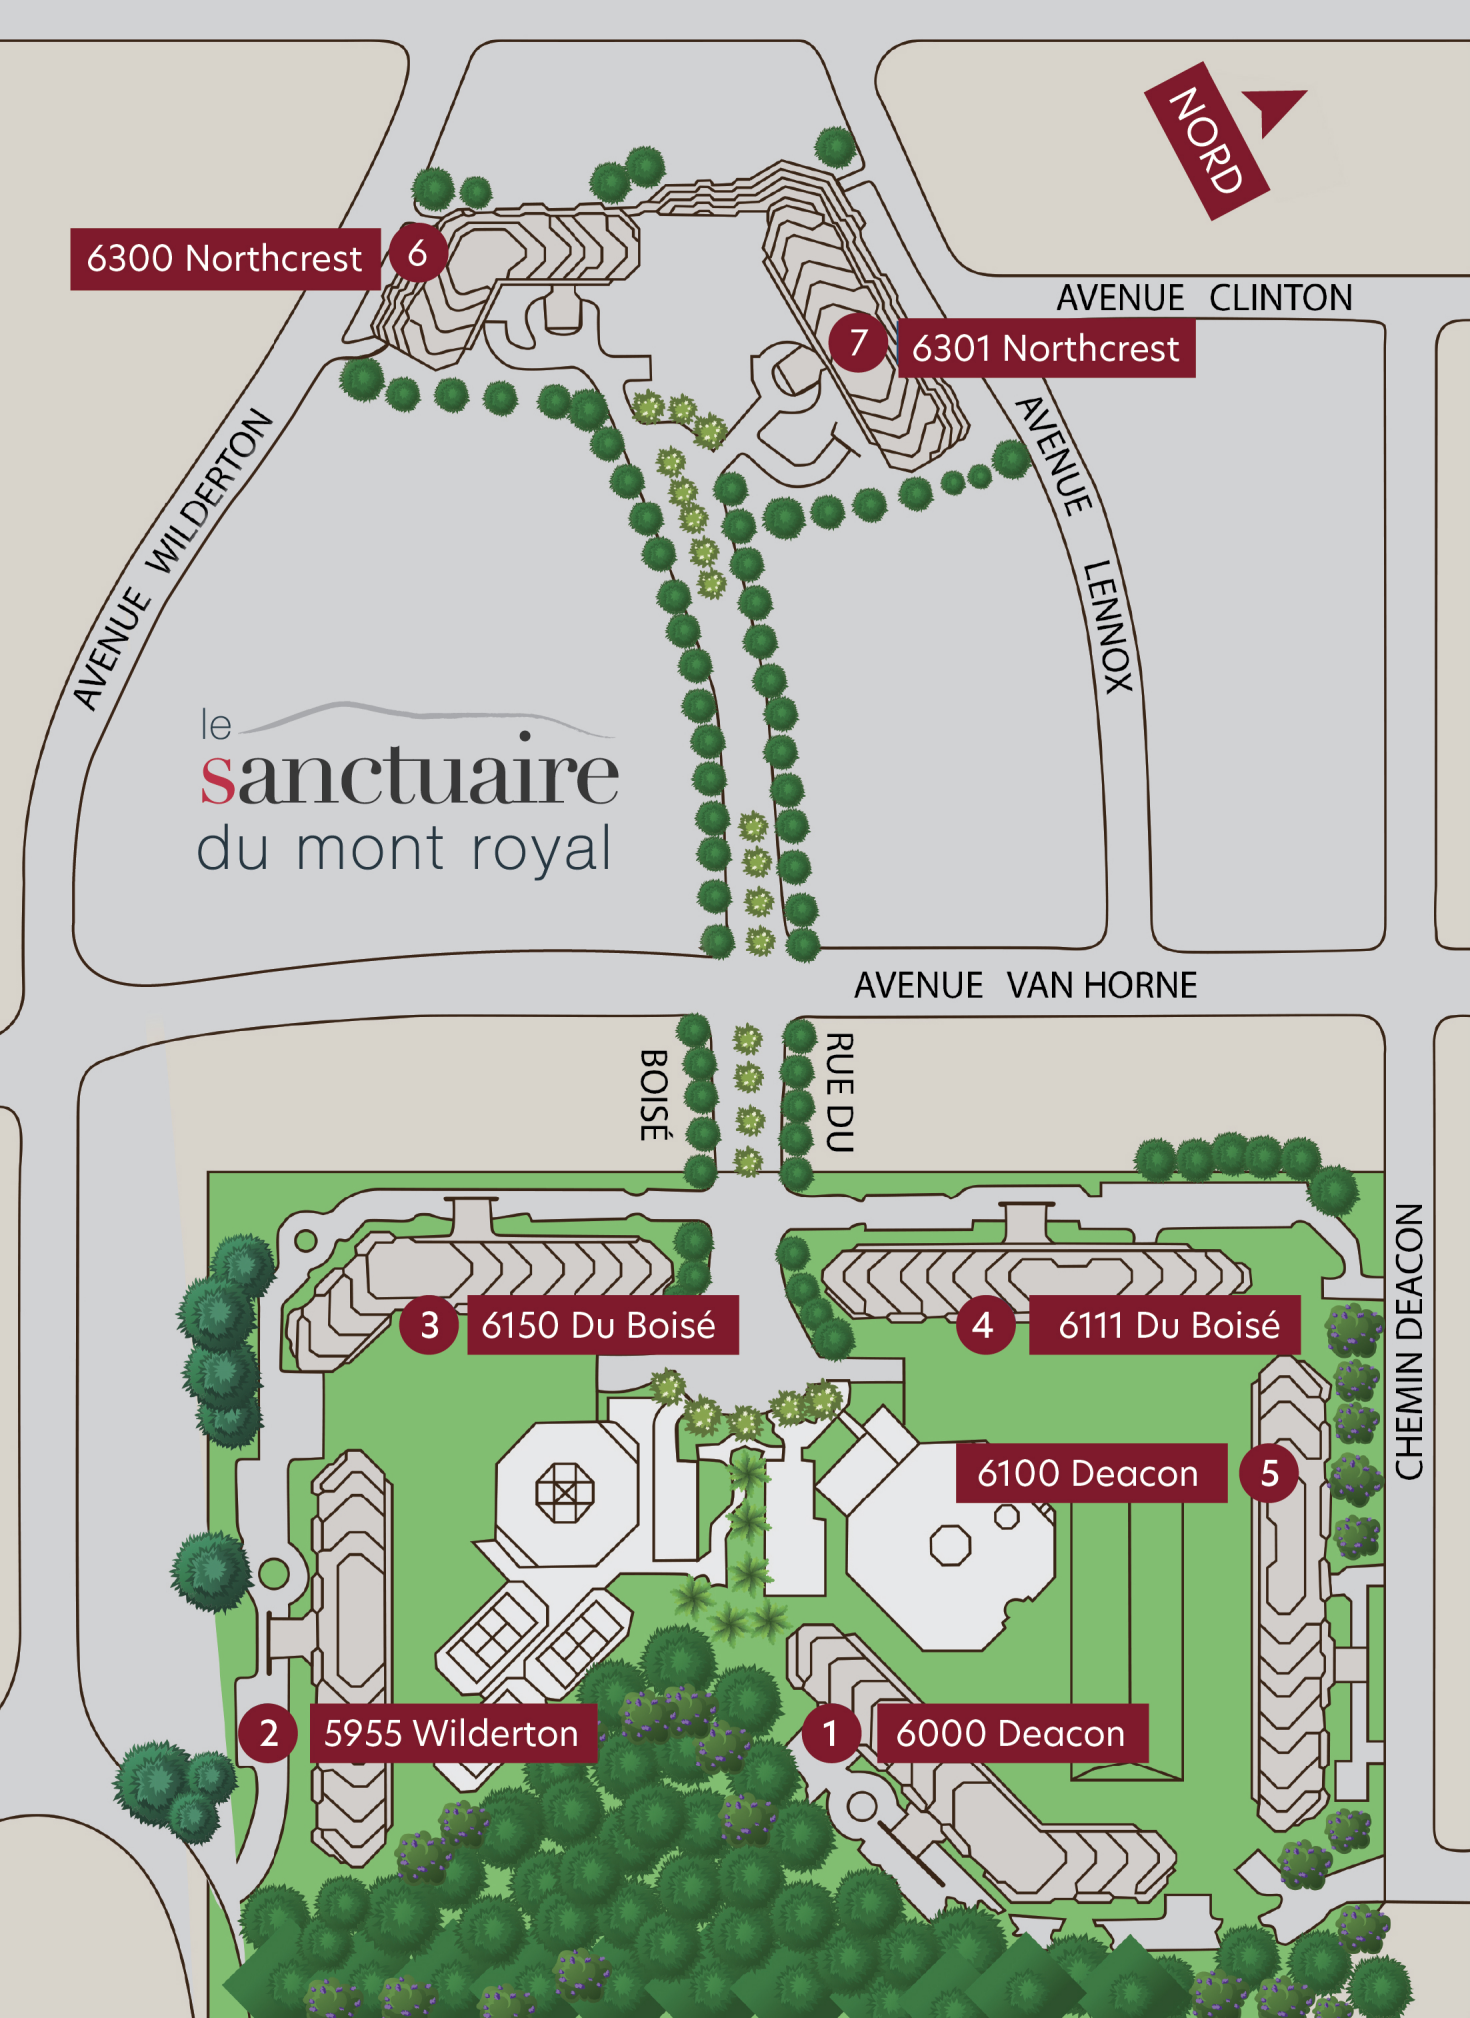 NORD
6300 Northcrest
6
AVENUE CLINTON
7
6301 Northcrest
AVENUE WILDERTON
AVENUE LENNOX
le
sanctuaire
du mont royal
AVENUE VAN HORNE
RUE DU
BOISÉ
3
6150 Du Boisé
4
6111 Du Boisé
CHEMIN DEACON
6100 Deacon
5
2
5955 Wilderton
1
6000 Deacon